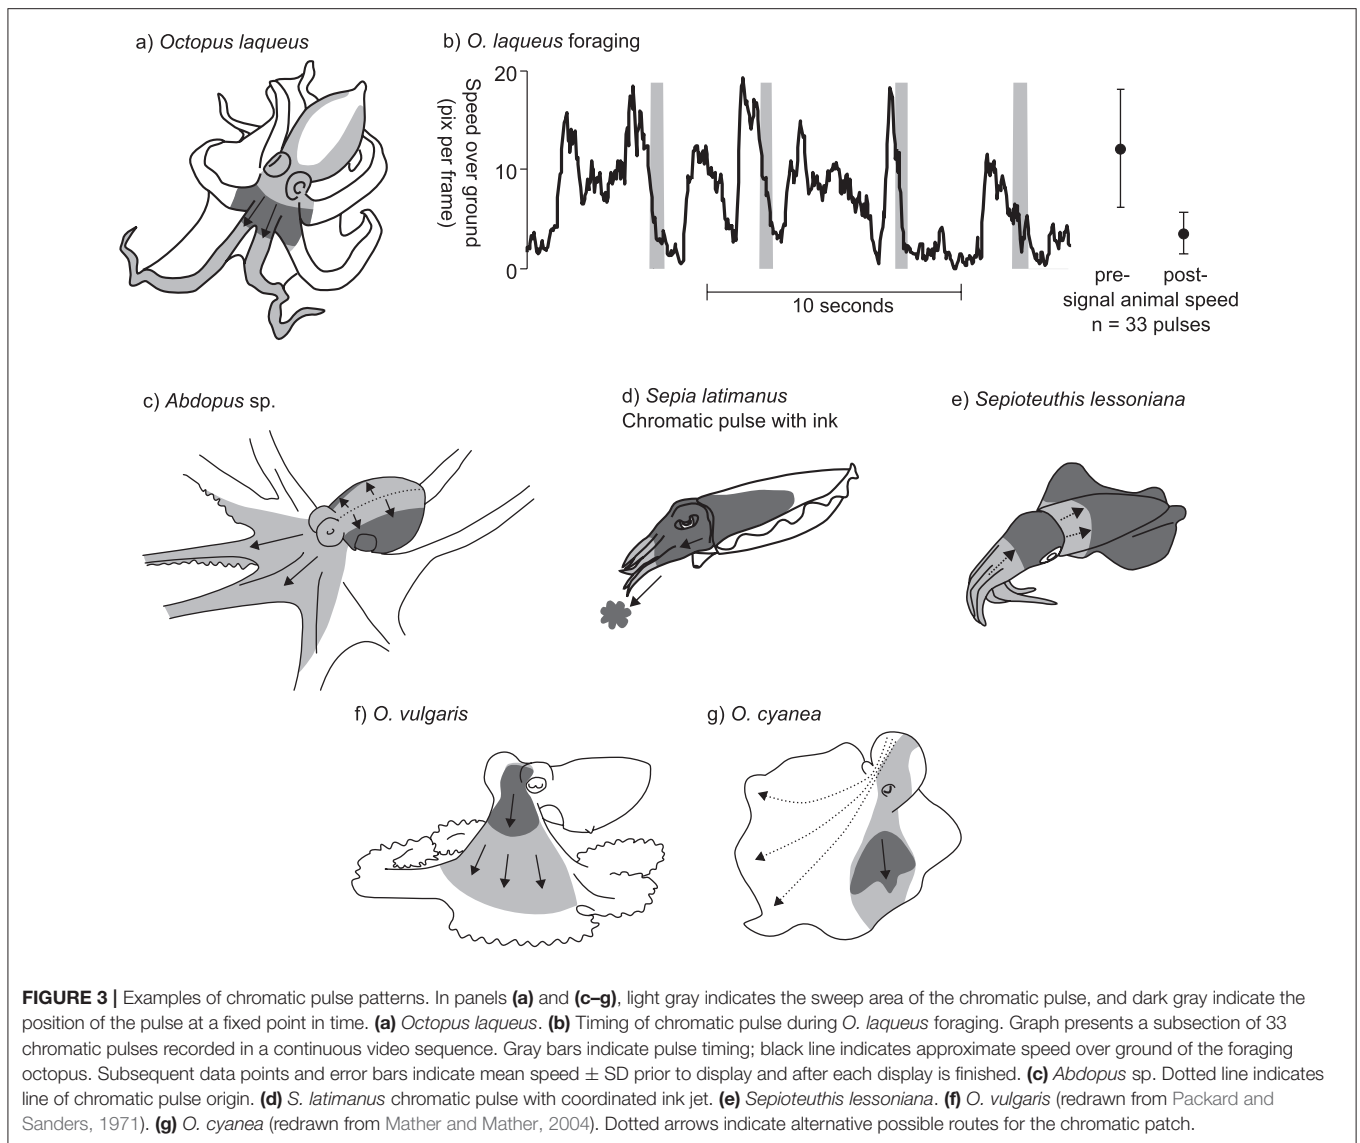 a) Octopus laqueus
b) O. laqueus foraging
20
10
0
Speed over ground
(pix per frame)
10 seconds
pre- post-
signal animal speed
n = 33 pulses
c) Abdopus sp.
d) Sepia latimanus
Chromatic pulse with ink
e) Sepioteuthis lessoniana
f) O. vulgaris
g) O. cyanea
FIGURE 3 | Examples of chromatic pulse patterns. In panels (a) and (c–g), light gray indicates the sweep area of the chromatic pulse, and dark gray indicate the
position of the pulse at a fixed point in time. (a) Octopus laqueus. (b) Timing of chromatic pulse during O. laqueus foraging. Graph presents a subsection of 33
chromatic pulses recorded in a continuous video sequence. Gray bars indicate pulse timing; black line indicates approximate speed over ground of the foraging
octopus. Subsequent data points and error bars indicate mean speed ± SD prior to display and after each display is finished. (c) Abdopus sp. Dotted line indicates
line of chromatic pulse origin. (d) S. latimanus chromatic pulse with coordinated ink jet. (e) Sepioteuthis lessoniana. (f) O. vulgaris (redrawn from Packard and
Sanders, 1971). (g) O. cyanea (redrawn from Mather and Mather, 2004). Dotted arrows indicate alternative possible routes for the chromatic patch.